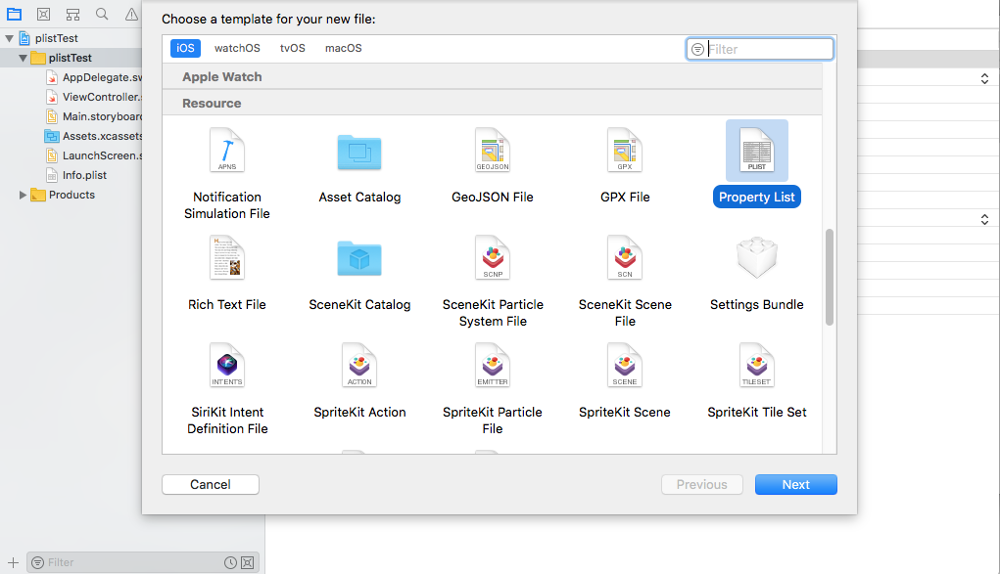 Choose a template for your new file:
iOS watchOS tvOS macOS Filter
Apple Watch
Resource
APNS GEOJSON GPX PLIST
Notification Simulation File
Asset Catalog
GeoJSON File
GPX File
Property List
SCNP SCN
Rich Text File
SceneKit Catalog
SceneKit Particle System File
SceneKit Scene File
Settings Bundle
INTENTS ACTION EMITTER SCENE TILESET
SiriKit Intent Definition File
SpriteKit Action
SpriteKit Particle File
SpriteKit Scene
SpriteKit Tile Set
Cancel Previous Next
plistTest
plistTest
AppDelegate.sw
ViewController.s
Main.storyboard
Assets.xcassets
LaunchScreen.s
Info.plist
Products
Filter